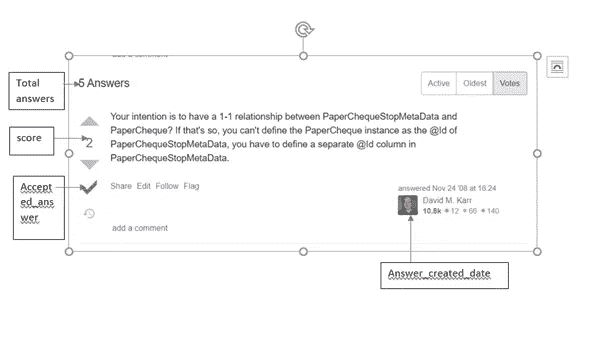 Total
answers
5 Answers
Active
Oldest
Votes
Your intention is to have a 1-1 relationship between PaperChequeStopMetaData and
PaperCheque? If that's so, you can't define the PaperCheque instance as the @Id of
PaperChequeStopMetaData, you have to define a separate @Id column in
PaperChequeStopMetaData.
score
2
Accept
ed_ans
wer
Share Edit Follow Flag
answered Nov 24 '08 at 16:24
David M. Karr
10.8k 12 66 140
add a comment
Answer_created_date